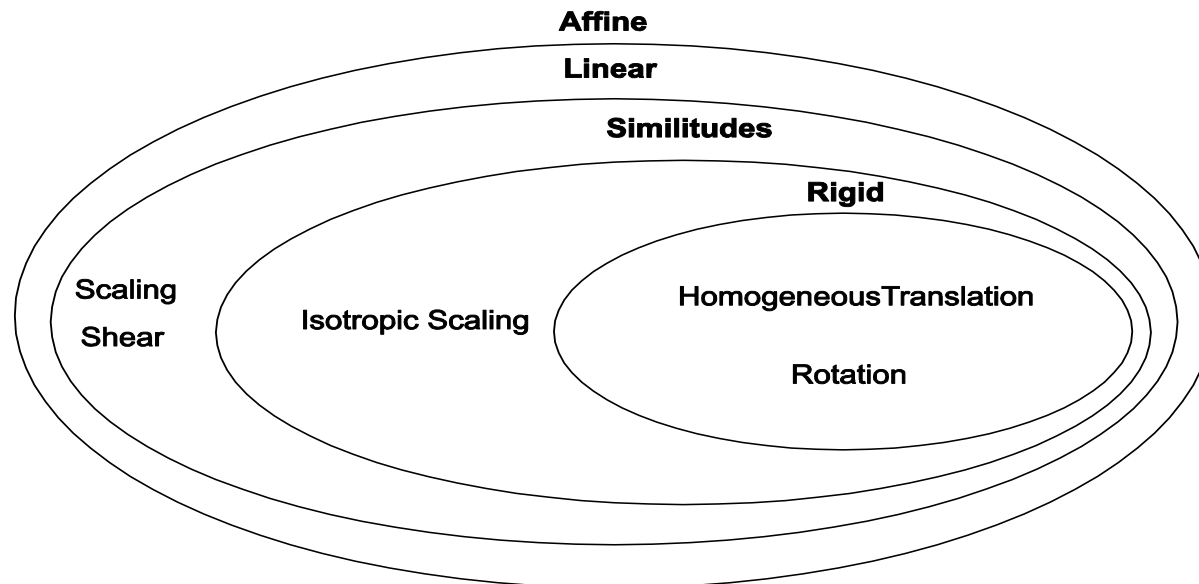 Affine
Linear
Similitudes
Rigid
Scaling
Shear
Isotropic Scaling
HomogeneousTranslation
Rotation